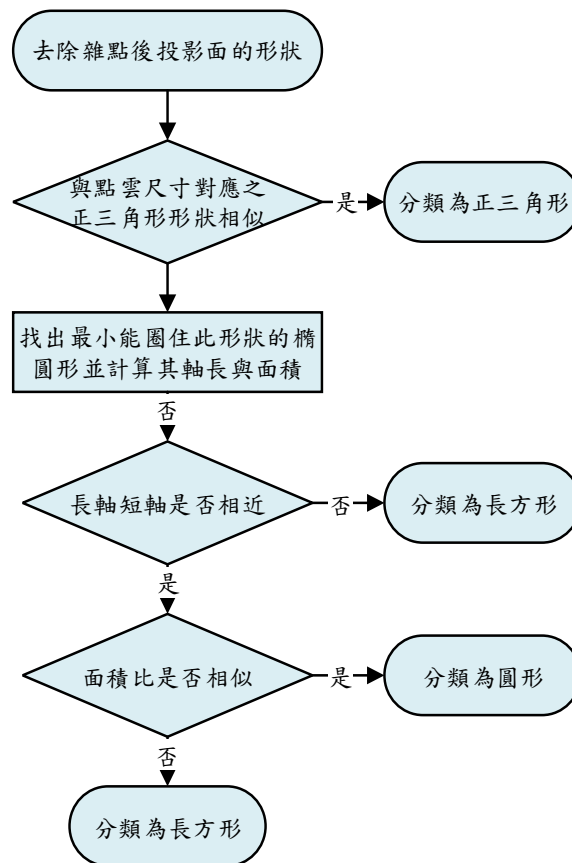 去除雜點後投影面的形狀
與點雲尺寸對應之
正三角形形狀相似
是
分類為正三角形
找出最小能圈住此形狀的橢
圓形並計算其軸長與面積
否
長軸短軸是否相近
否
分類為長方形
是
面積比是否相似
是
分類為圓形
否
分類為長方形